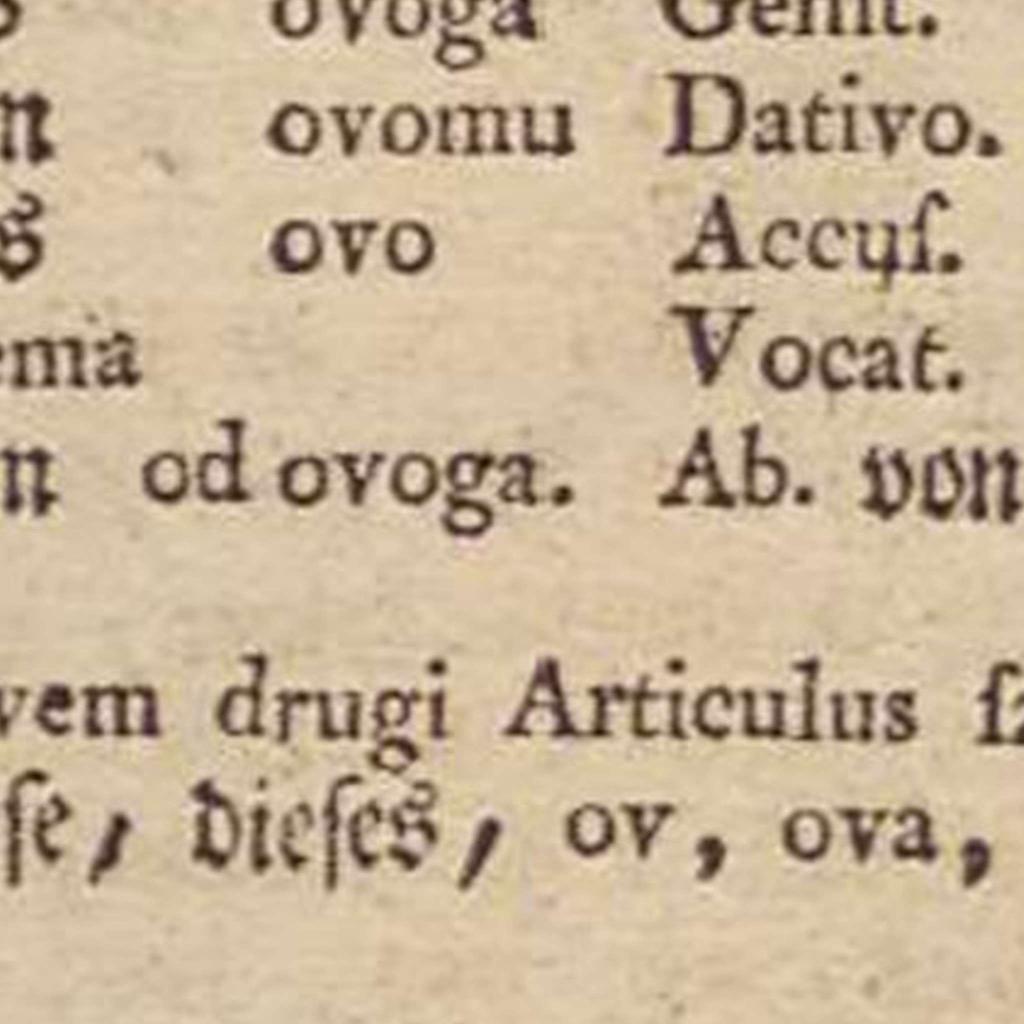 ovoga Genit.
ovomu Dativo.
ovo Accuſ.
ema Vocat.
n od ovoga. Ab. von
vem drugi Articulus
ſe, dieſes, ov, ova,